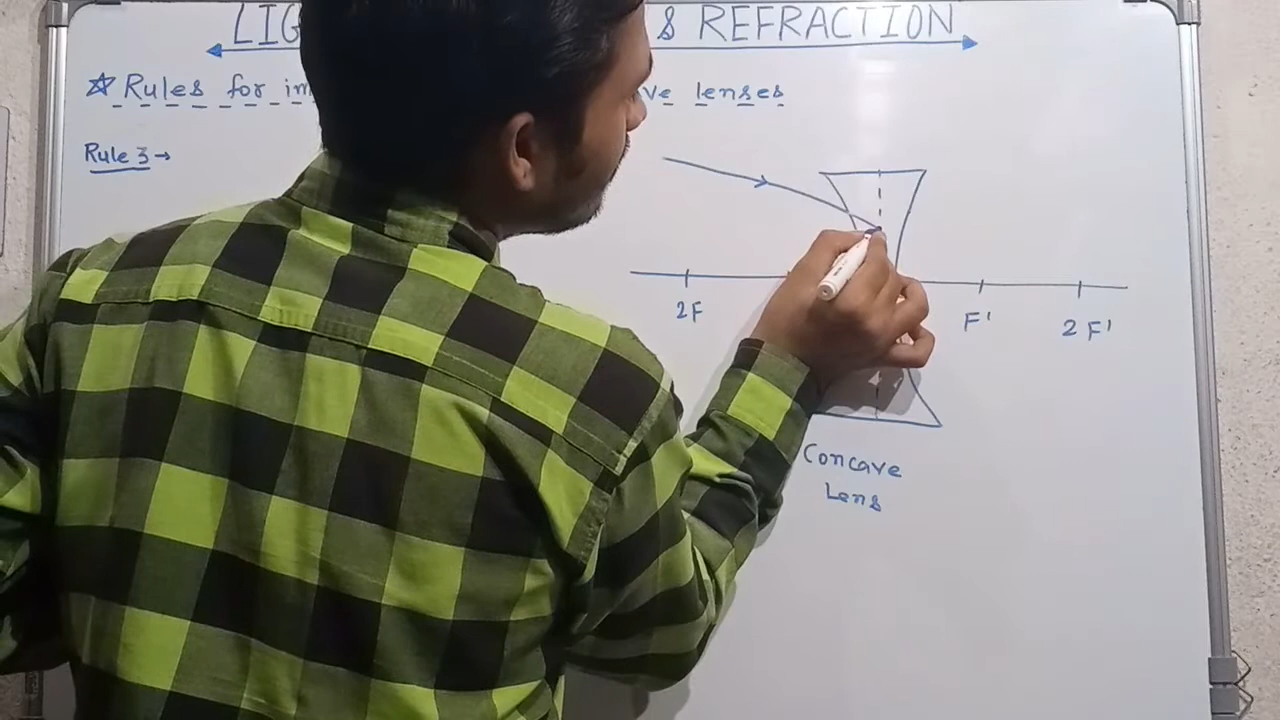 LIG & REFRACTION
Rules for im ve lenses
Rule 3→
2F F' 2F'
Concave
Lens